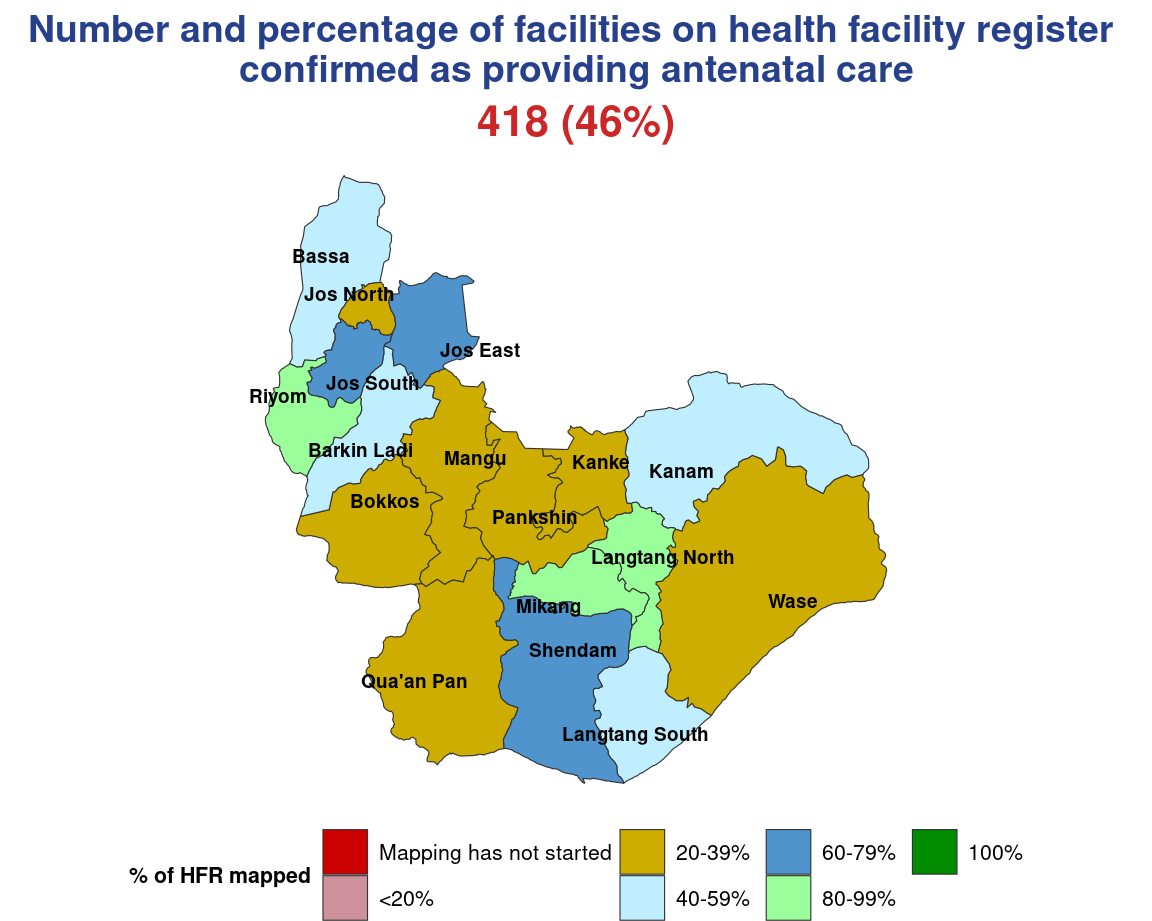 Number and percentage of facilities on health facility register
confirmed as providing antenatal care
418 (46%)
Bassa
Jos North
Jos East
Jos South
Riyom
Barkin Ladi
Mangu
Kanke
Kanam
Bokkos
Pankshin
Langtang North
Wase
Mikang
Shendam
Qua'an Pan
Langtang South
% of HFR mapped
Mapping has not started
<20%
20-39%
40-59%
60-79%
80-99%
100%